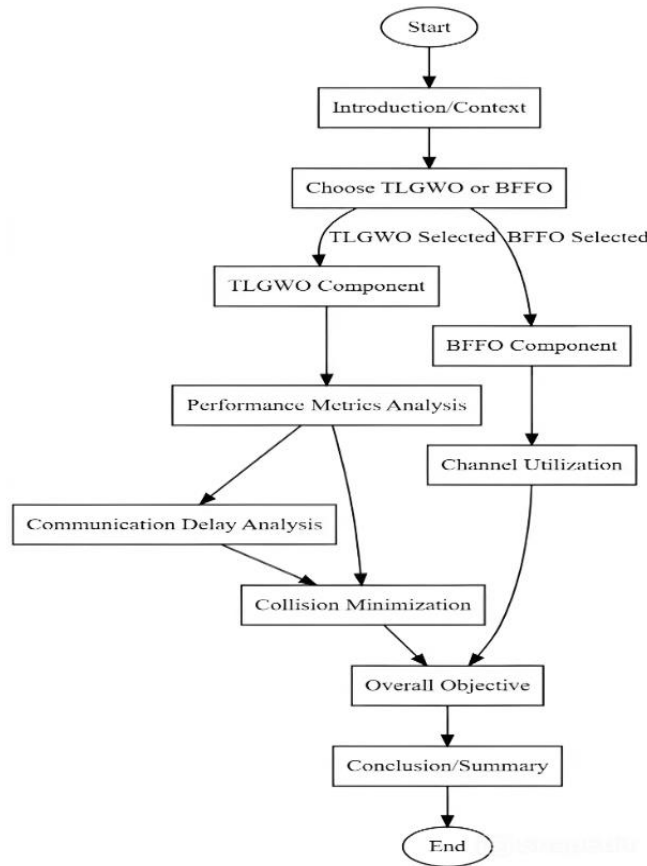 Start
Introduction/Context
Choose TLGWO or BFFO
TLGWO Selected
BFFO Selected
TLGWO Component
BFFO Component
Performance Metrics Analysis
Channel Utilization
Communication Delay Analysis
Collision Minimization
Overall Objective
Conclusion/Summary
End